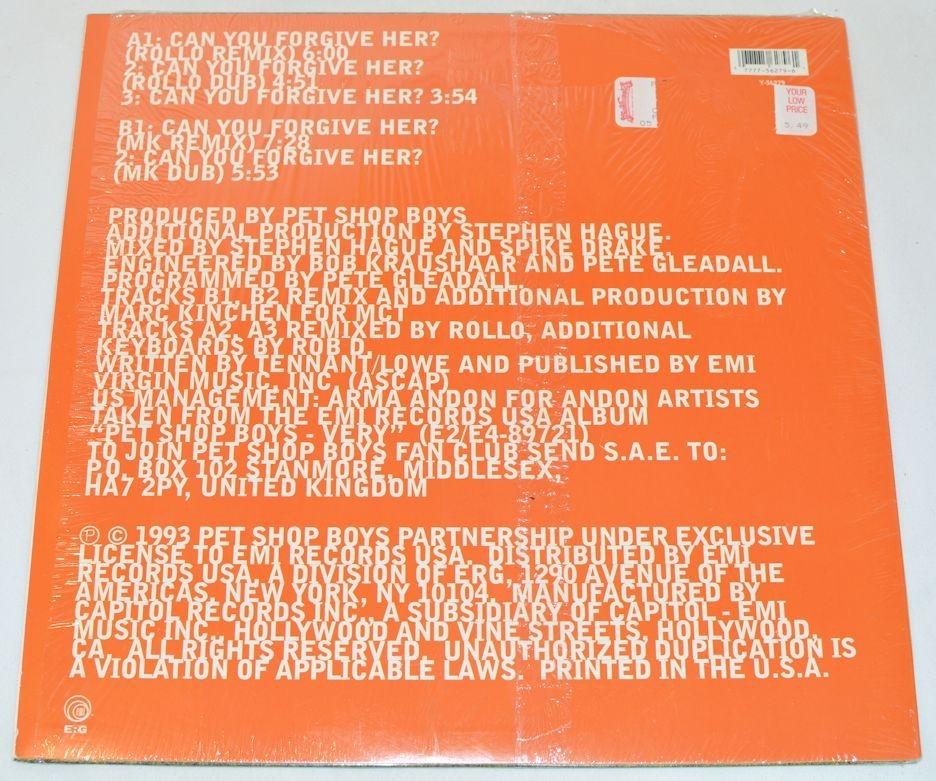 A1: CAN YOU FORGIVE HER?
(ROLLO REMIX) 6:00
2: CAN YOU FORGIVE HER?
(ROLLO DUB) 4:51
3: CAN YOU FORGIVE HER? 3:54
B1: CAN YOU FORGIVE HER?
(MK REMIX) 7:28
2: CAN YOU FORGIVE HER?
(MK DUB) 5:53
7777-56279-6
Y-56279
05
YOUR
LOW
PRICE
5.49
PRODUCED BY PET SHOP BOYS
ADDITIONAL PRODUCTION BY STEPHEN HAGUE.
MIXED BY STEPHEN HAGUE AND SPIKE DRAKE.
ENGINEERED BY BOB KRAUSHAAR AND PETE GLEADALL.
PROGRAMMED BY PETE GLEADALL.
TRACKS B1, B2 REMIX AND ADDITIONAL PRODUCTION BY
MARC KINCHEN FOR MCT
TRACKS A2, A3 REMIXED BY ROLLO, ADDITIONAL
KEYBOARDS BY ROB D.
WRITTEN BY TENNANT/LOWE AND PUBLISHED BY EMI
VIRGIN MUSIC, INC. (ASCAP)
US MANAGEMENT: ARMA ANDON FOR ANDON ARTISTS
TAKEN FROM THE EMI RECORDS USA ALBUM
"PET SHOP BOYS - VERY" (E2/E4-89721)
TO JOIN PET SHOP BOYS FAN CLUB SEND S.A.E. TO:
P.O. BOX 102 STANMORE, MIDDLESEX,
HA7 2PY, UNITED KINGDOM
Ⓟ © 1993 PET SHOP BOYS PARTNERSHIP UNDER EXCLUSIVE
LICENSE TO EMI RECORDS USA. DISTRIBUTED BY EMI
RECORDS USA, A DIVISION OF ERG, 1290 AVENUE OF THE
AMERICAS, NEW YORK, NY 10104. MANUFACTURED BY
CAPITOL RECORDS INC., A SUBSIDIARY OF CAPITOL - EMI
MUSIC INC., HOLLYWOOD AND VINE STREETS, HOLLYWOOD,
CA. ALL RIGHTS RESERVED. UNAUTHORIZED DUPLICATION IS
A VIOLATION OF APPLICABLE LAWS. PRINTED IN THE U.S.A.
E:R:G